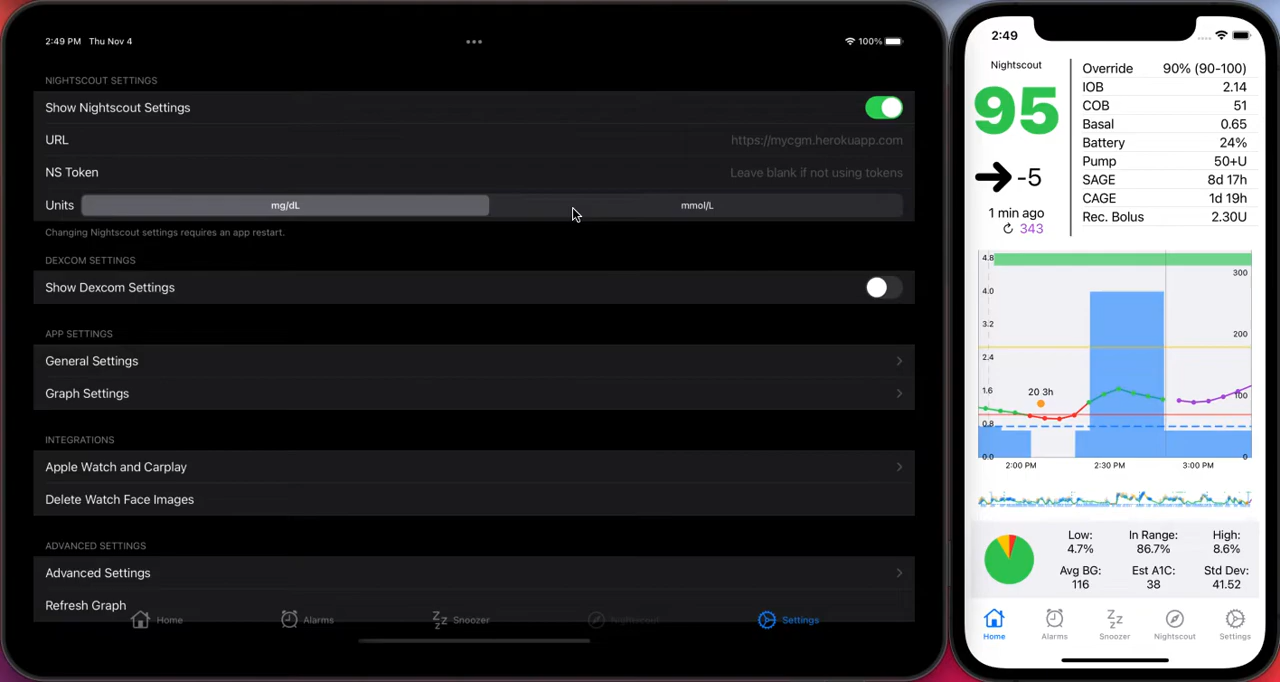 2:49 PM Thu Nov 4
100%
NIGHTSCOUT SETTINGS
Show Nightscout Settings
URL https://mycgm.herokuapp.com
NS Token Leave blank if not using tokens
Units mg/dL mmol/L
Changing Nightscout settings requires an app restart.
DEXCOM SETTINGS
Show Dexcom Settings
APP SETTINGS
General Settings
Graph Settings
INTEGRATIONS
Apple Watch and Carplay
Delete Watch Face Images
ADVANCED SETTINGS
Advanced Settings
Refresh Graph
Home Alarms Snoozer Nightscout Settings
2:49
Nightscout
95
-5
1 min ago
343
Override 90% (90-100)
IOB 2.14
COB 51
Basal 0.65
Battery 24%
Pump 50+U
SAGE 8d 17h
CAGE 1d 19h
Rec. Bolus 2.30U
4.8
300
4.0
3.2
200
2.4
1.6
20 3h
100
0.8
0.0
0
2:00 PM 2:30 PM 3:00 PM
Low: In Range: High:
4.7% 86.7% 8.6%
Avg BG: Est A1C: Std Dev:
116 38 41.52
Home Alarms Snoozer Nightscout Settings